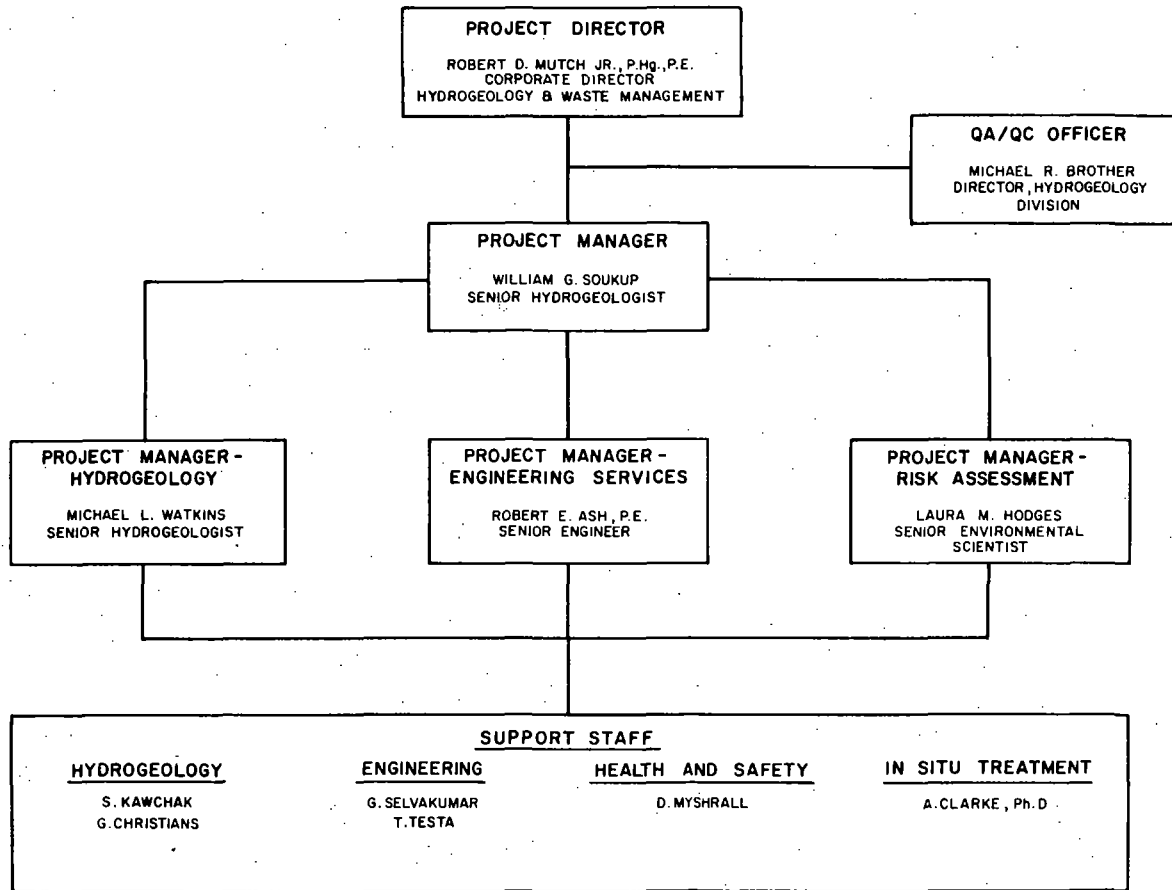 PROJECT DIRECTOR
ROBERT D. MUTCH JR., P.Hg., P.E.
CORPORATE DIRECTOR
HYDROGEOLOGY & WASTE MANAGEMENT
QA/QC OFFICER
MICHAEL R. BROTHER
DIRECTOR, HYDROGEOLOGY
DIVISION
PROJECT MANAGER
WILLIAM G. SOUKUP
SENIOR HYDROGEOLOGIST
PROJECT MANAGER -
HYDROGEOLOGY
MICHAEL L. WATKINS
SENIOR HYDROGEOLOGIST
PROJECT MANAGER -
ENGINEERING SERVICES
ROBERT E. ASH, P.E.
SENIOR ENGINEER
PROJECT MANAGER -
RISK ASSESSMENT
LAURA M. HODGES
SENIOR ENVIRONMENTAL
SCIENTIST
SUPPORT STAFF
HYDROGEOLOGY
S. KAWCHAK
G. CHRISTIANS
ENGINEERING
G. SELVAKUMAR
T. TESTA
HEALTH AND SAFETY
D. MYSHRALL
IN SITU TREATMENT
A. CLARKE, Ph.D